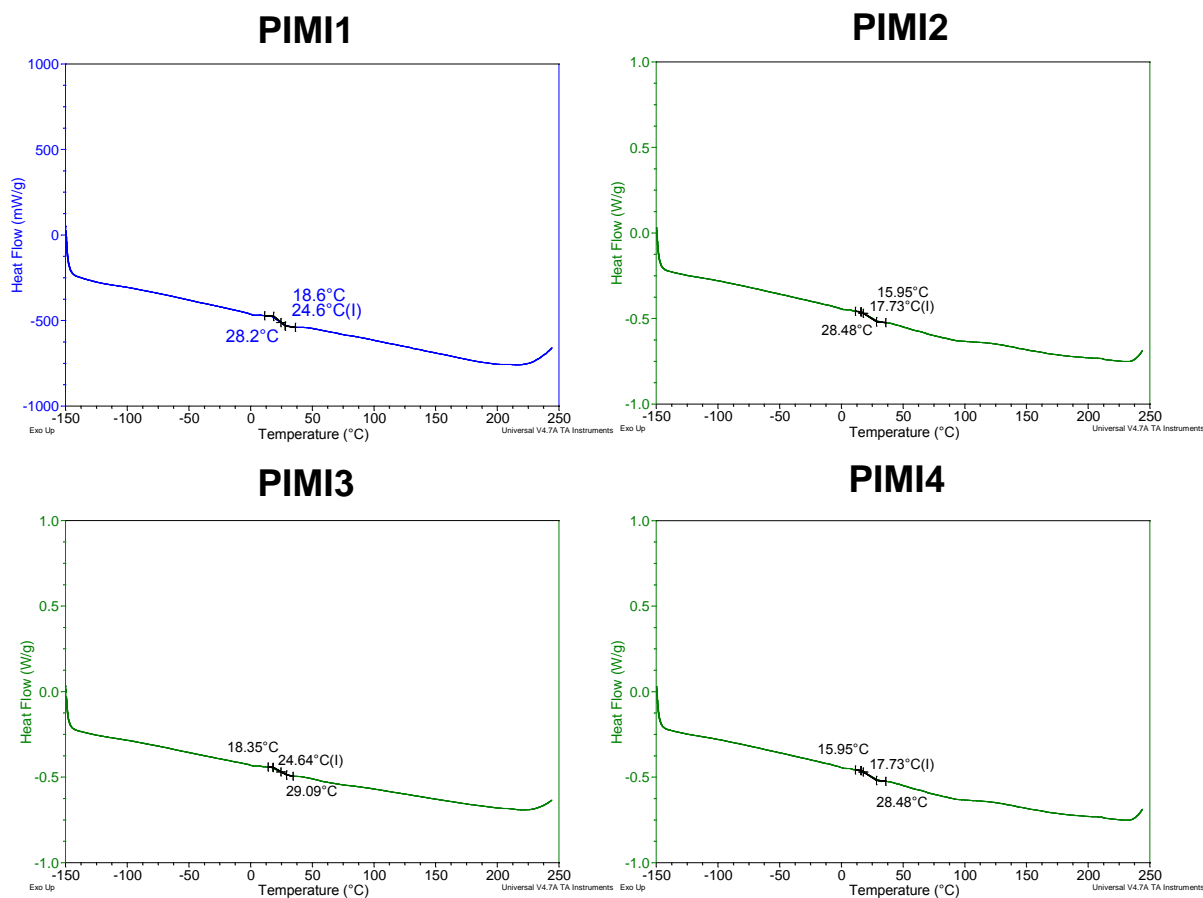 PIMI1
1000
500
0
-500
-1000
Heat Flow (mW/g)
18.6°C
24.6°C(I)
28.2°C
-150 -100 -50 0 50 100 150 200 250
Temperature (°C)
Exo Up
Universal V4.7A TA Instruments
PIMI2
1.0
0.5
0.0
-0.5
-1.0
Heat Flow (W/g)
15.95°C
17.73°C(I)
28.48°C
-150 -100 -50 0 50 100 150 200 250
Temperature (°C)
Exo Up
Universal V4.7A TA Instruments
PIMI3
1.0
0.5
0.0
-0.5
-1.0
Heat Flow (W/g)
18.35°C
24.64°C(I)
29.09°C
-150 -100 -50 0 50 100 150 200 250
Temperature (°C)
Exo Up
Universal V4.7A TA Instruments
PIMI4
1.0
0.5
0.0
-0.5
-1.0
Heat Flow (W/g)
15.95°C
17.73°C(I)
28.48°C
-150 -100 -50 0 50 100 150 200 250
Temperature (°C)
Exo Up
Universal V4.7A TA Instruments